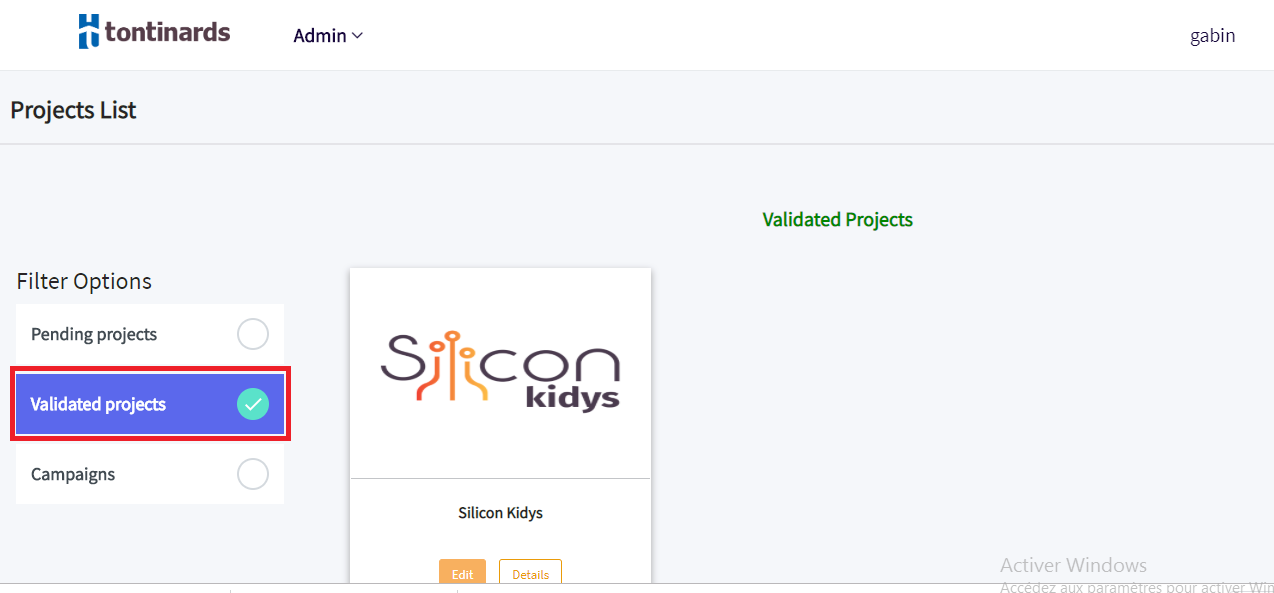 tontinards
Admin
gabin
Projects List
Validated Projects
Filter Options
Pending projects
Validated projects
Campaigns
Silicon
kidys
Silicon Kidys
Edit
Details
Activer Windows
Accédez aux paramètres pour activer Win